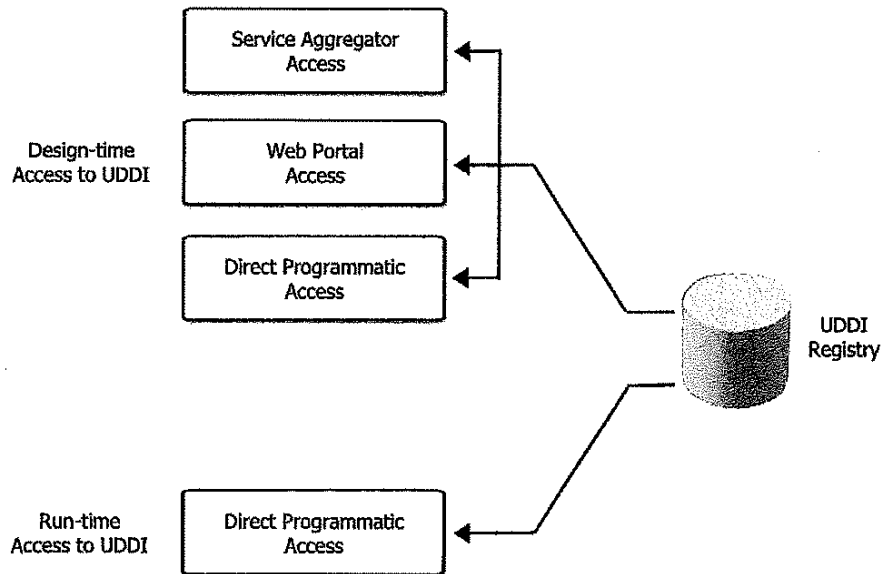 Service Aggregator
Access
Design-time
Access to UDDI
Web Portal
Access
Direct Programmatic
Access
UDDI
Registry
Run-time
Access to UDDI
Direct Programmatic
Access